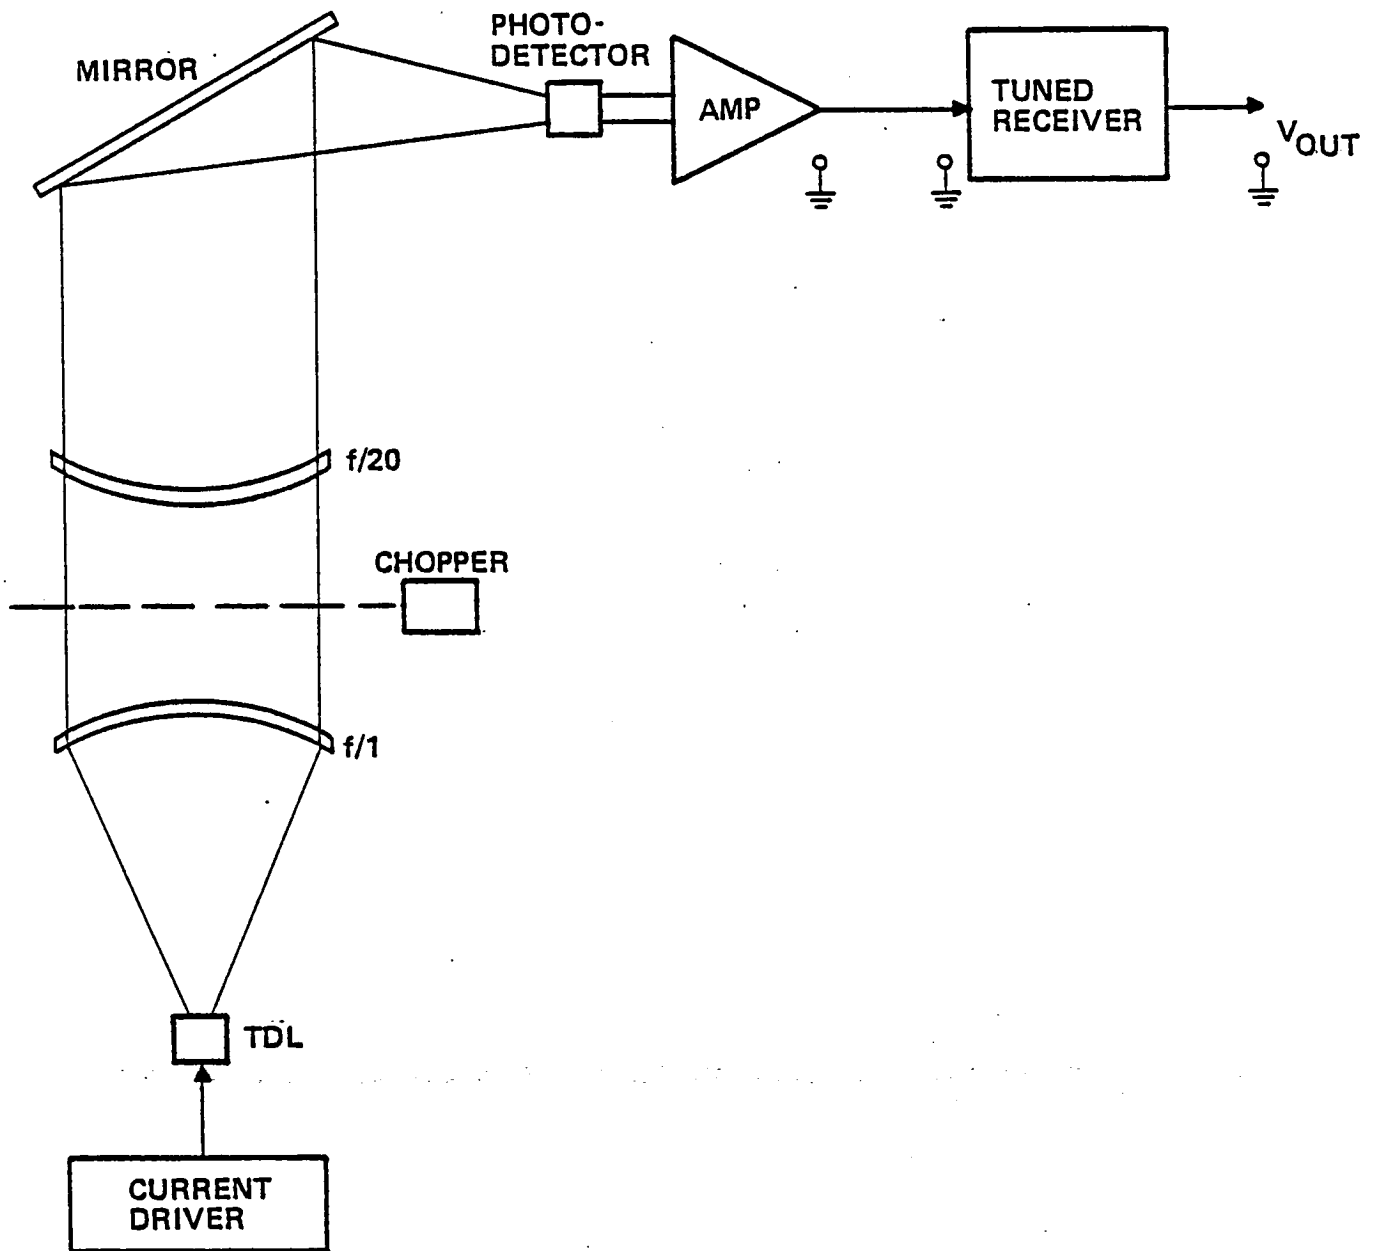 PHOTO-
DETECTOR
MIRROR
AMP
TUNED
RECEIVER
VOUT
f/20
CHOPPER
f/1
TDL
CURRENT
DRIVER